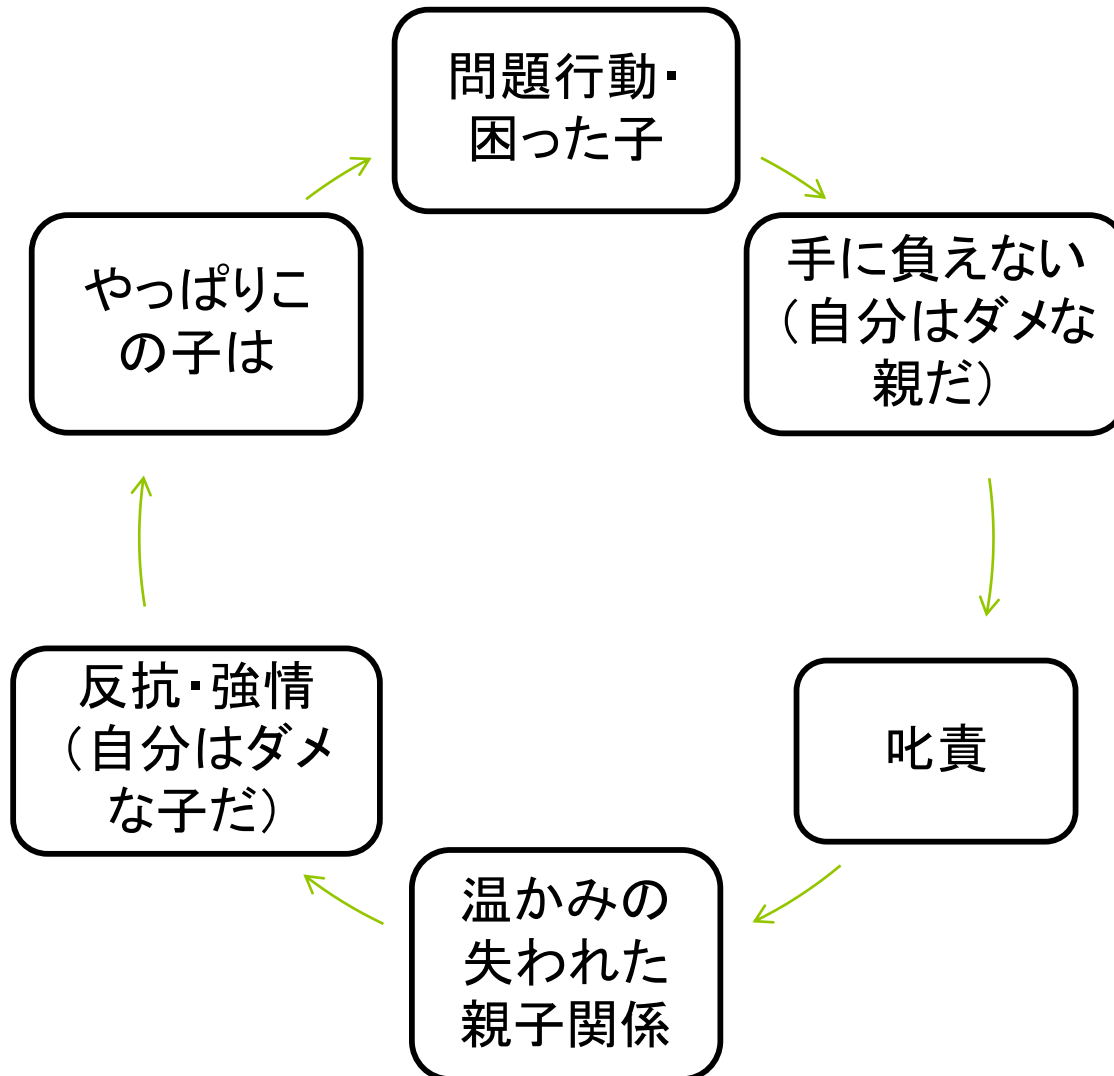 問題行動・
困った子
手に負えない
（自分はダメな
親だ）
叱責
温かみの
失われた
親子関係
反抗・強情
（自分はダメ
な子だ）
やっぱりこ
の子は